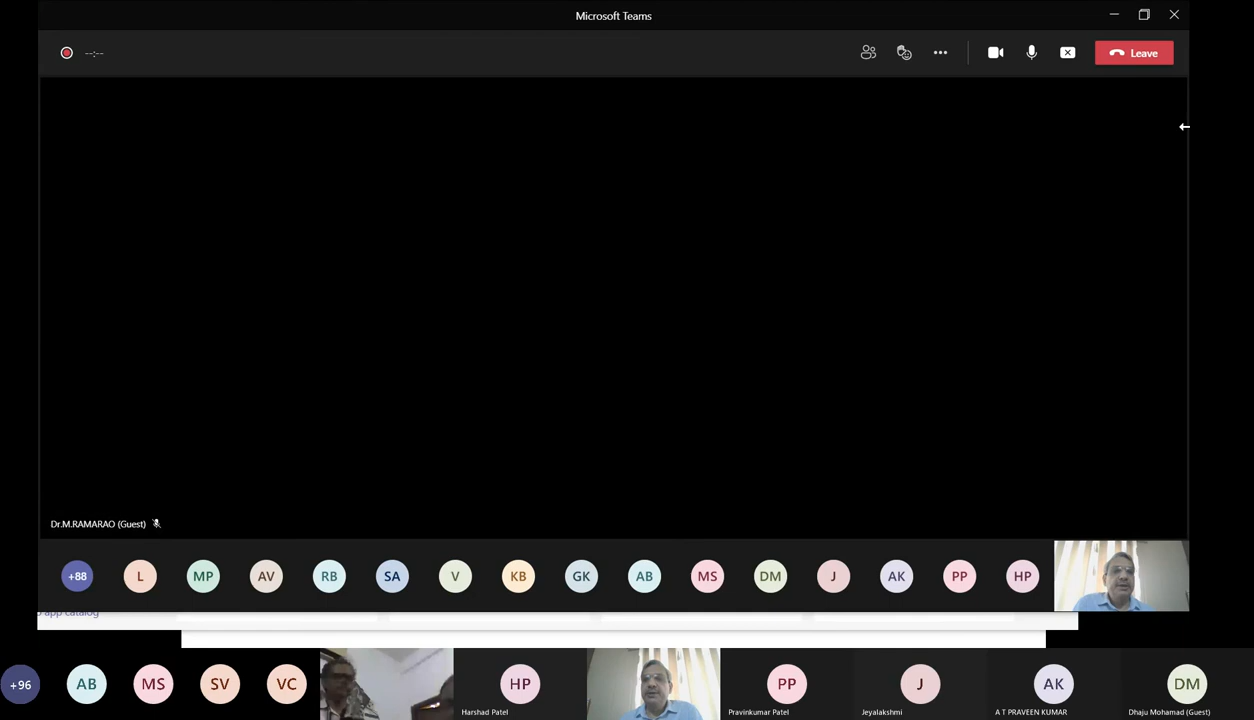 Microsoft Teams
--:--
Leave
Dr.M.RAMARAO (Guest)
+88 L MP AV RB SA V KB GK AB MS DM J AK PP HP
app catalog
+96 AB MS SV VC HP PP J AK DM
Harshad Patel Pravinkumar Patel Jeyalakshmi A T PRAVEEN KUMAR Dhaju Mohamad (Guest)